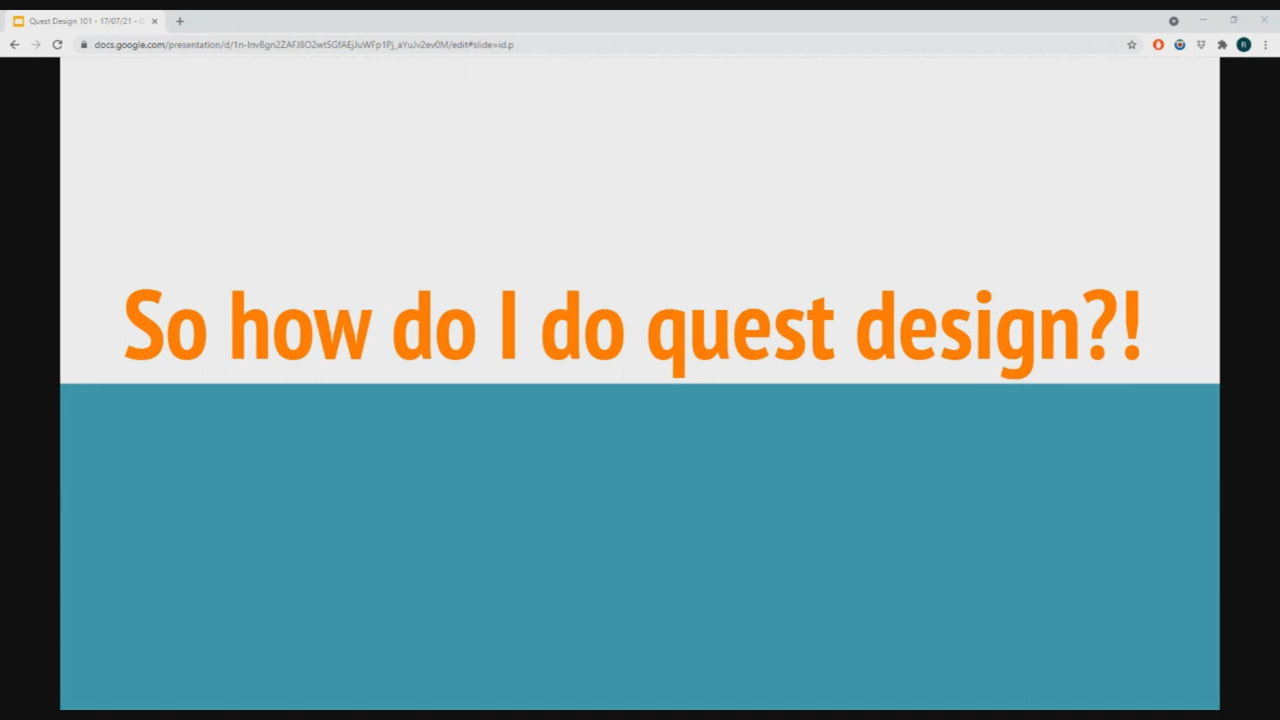 Quest Design 101 - 17/07/21 - G
So how do I do quest design?!